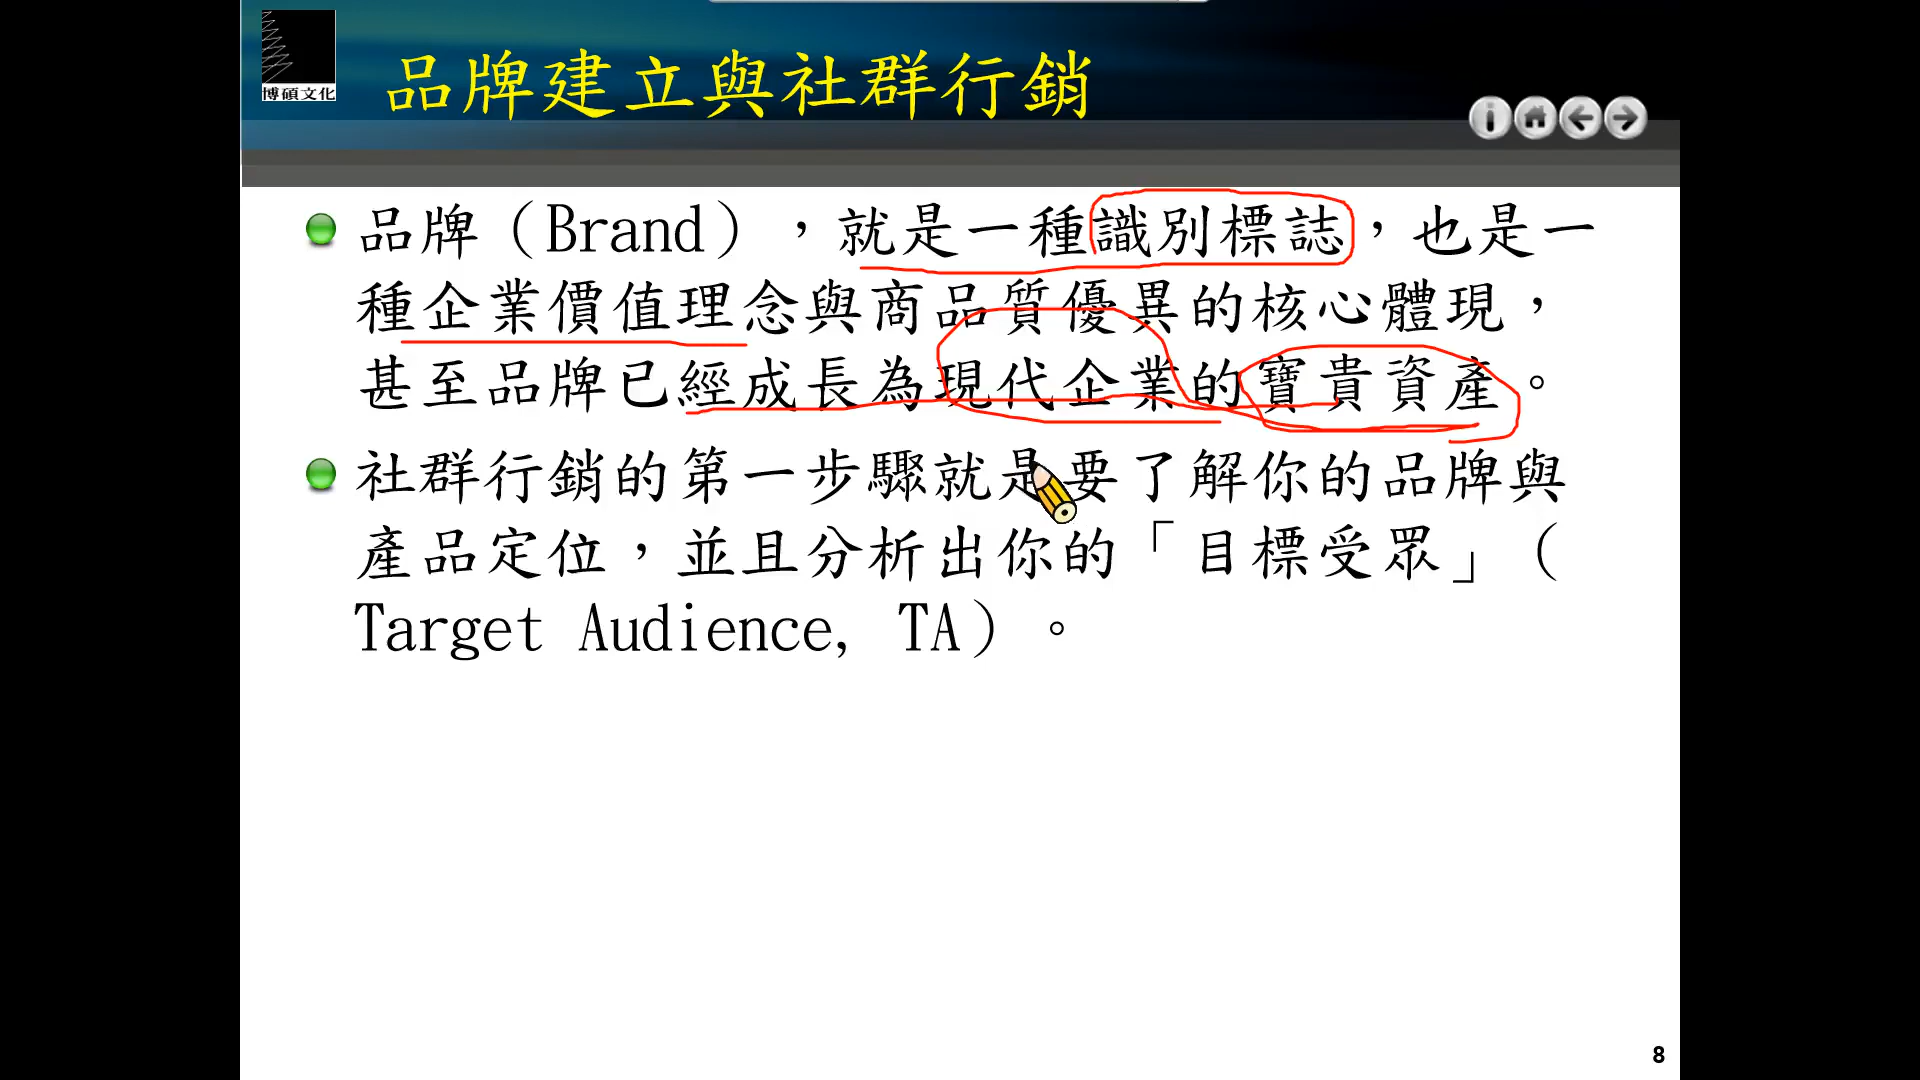 博碩文化
品牌建立與社群行銷
品牌（Brand），就是一種識別標誌，也是一
種企業價值理念與商品質優異的核心體現，
甚至品牌已經成長為現代企業的寶貴資產。
社群行銷的第一步驟就是要了解你的品牌與
產品定位，並且分析出你的「目標受眾」（
Target Audience, TA）。
8